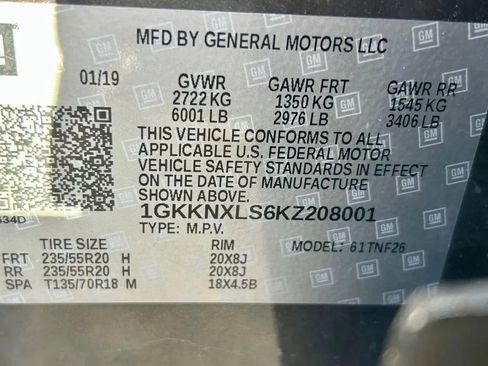 MFD BY GENERAL MOTORS LLC
01/19 GVWR GAWR FRT GAWR RR
2722 KG 1350 KG 1545 KG
6001 LB 2976 LB 3406 LB
THIS VEHICLE CONFORMS TO ALL
APPLICABLE U.S. FEDERAL MOTOR
VEHICLE SAFETY STANDARDS IN EFFECT
ON THE DATE OF MANUFACTURE
SHOWN ABOVE.
1GKKNXLS6KZ208001
634D TYPE: M.P.V. MODEL: 61TNF26
TIRE SIZE RIM
FRT 235/55R20 H 20X8J
RR 235/55R20 H 20X8J
SPA T135/70R18 M 18X4.5B
GM